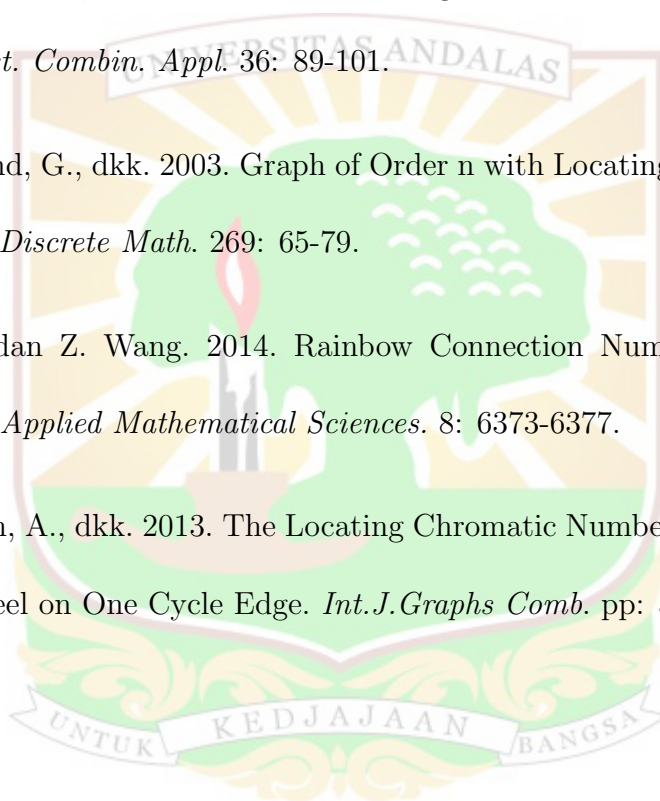 UNIVERSITAS ANDALAS
t. Combin. Appl. 36: 89-101.
nd, G., dkk. 2003. Graph of Order n with Locating
Discrete Math. 269: 65-79.
dan Z. Wang. 2014. Rainbow Connection Num
Applied Mathematical Sciences. 8: 6373-6377.
n, A., dkk. 2013. The Locating Chromatic Numbe
eel on One Cycle Edge. Int.J.Graphs Comb. pp:
UNTUK KEDJAJAAN BANGSA